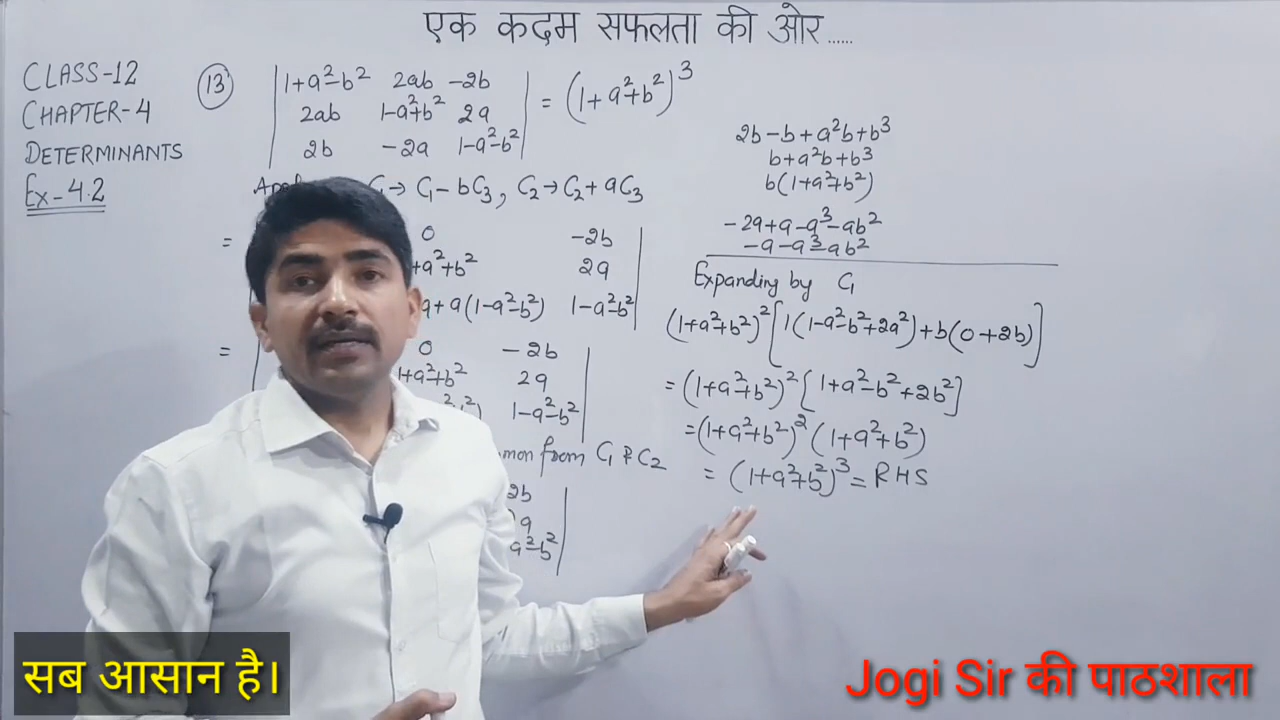 एक कदम सफलता की ओर......
CLASS-12
CHAPTER-4
DETERMINANTS
Ex-4.2
13
1+a²-b² 2ab -2b
2ab 1-a²+b² 2a = (1+a²+b²)³
2b -2a 1-a²-b²
C₁→ C₁-bC₃, C₂→C₂+aC₃
= 0 -2b
+a²+b² 2a
a+a(1-a²-b²) 1-a²-b²
= 0 -2b
1+a²+b² 2a
1-a²-b²
from C₁ & C₂
2b
a
a²-b²
2b-b+a²b+b³
b+a²b+b³
b(1+a²+b²)
-2a+a-a³-ab²
-a-a³-ab²
Expanding by C₁
(1+a²+b²)²[1(1-a²-b²+2a²)+b(0+2b)]
=(1+a²+b²)²[1+a²-b²+2b²]
=(1+a²+b²)²(1+a²+b²)
= (1+a²+b²)³=RHS
सब आसान है।
Jogi Sir की पाठशाला